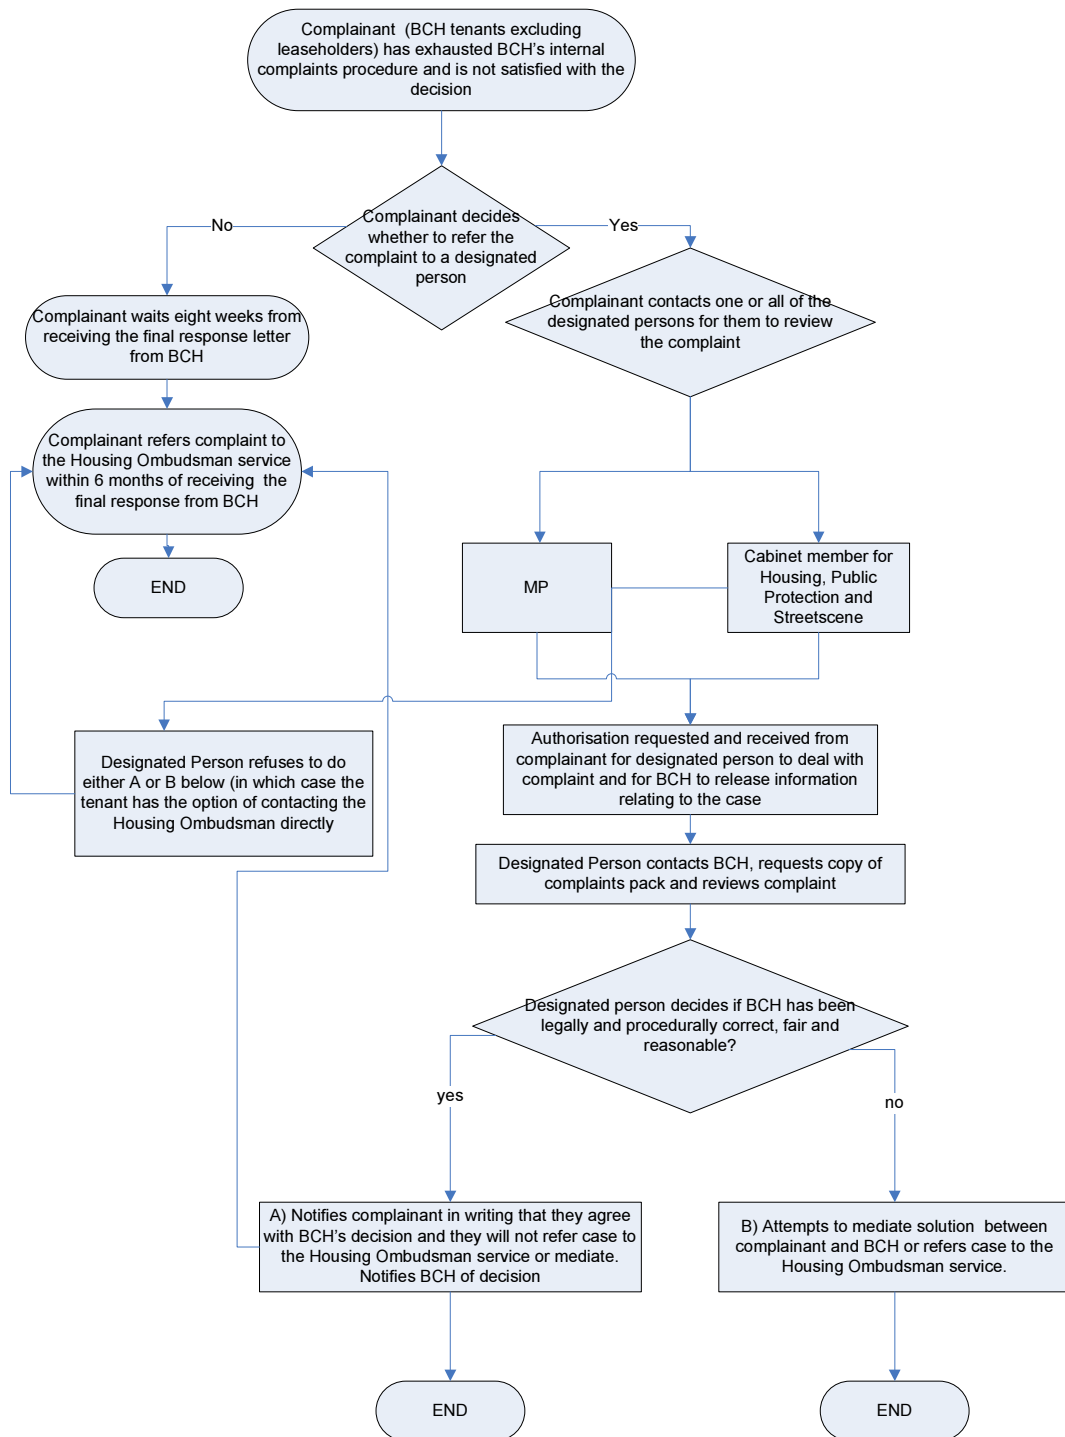 Complainant (BCH tenants excluding
leaseholders) has exhausted BCH's internal
complaints procedure and is not satisfied with the
decision
Complainant decides
whether to refer the
complaint to a designated
person
No
Yes
Complainant waits eight weeks from
receiving the final response letter
from BCH
Complainant contacts one or all of the
designated persons for them to review
the complaint
Complainant refers complaint to
the Housing Ombudsman service
within 6 months of receiving the
final response from BCH
END
MP
Cabinet member for
Housing, Public
Protection and
Streetscene
Designated Person refuses to do
either A or B below (in which case the
tenant has the option of contacting the
Housing Ombudsman directly
Authorisation requested and received from
complainant for designated person to deal with
complaint and for BCH to release information
relating to the case
Designated Person contacts BCH, requests copy of
complaints pack and reviews complaint
Designated person decides if BCH has been
legally and procedurally correct, fair and
reasonable?
yes
no
A) Notifies complainant in writing that they agree
with BCH's decision and they will not refer case to
the Housing Ombudsman service or mediate.
Notifies BCH of decision
B) Attempts to mediate solution between
complainant and BCH or refers case to the
Housing Ombudsman service.
END
END